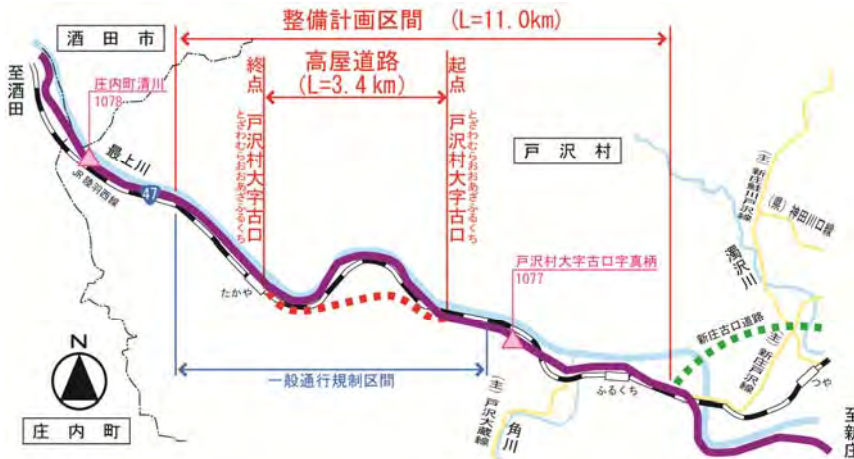 整備計画区間 (L=11.0km)
酒田市
至酒田
高屋道路
(L=3.4km)
終点 戸沢村大字古口
とざわむらおおあざふるくち
起点 戸沢村大字古口
とざわむらおおあざふるくち
庄内町清川
1078
最上川
JR陸羽西線
47
戸沢村
(主)新庄鮭川戸沢線
(県)神田川口線
濁沢川
戸沢村大字古口字真柄
1077
たかや
新庄古口道路
(主)新庄戸沢線
一般通行規制区間
N
(主)戸沢大蔵線
角川
ふるくち
つや
庄内町
至新庄